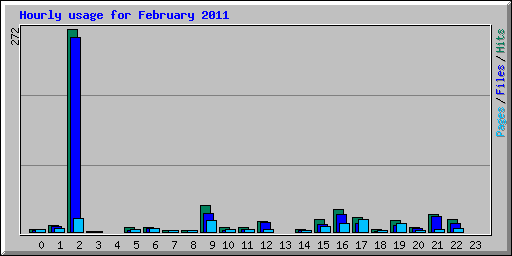 Hourly usage for February 2011
272
Pages / Files / Hits
0 1 2 3 4 5 6 7 8 9 10 11 12 13 14 15 16 17 18 19 20 21 22 23